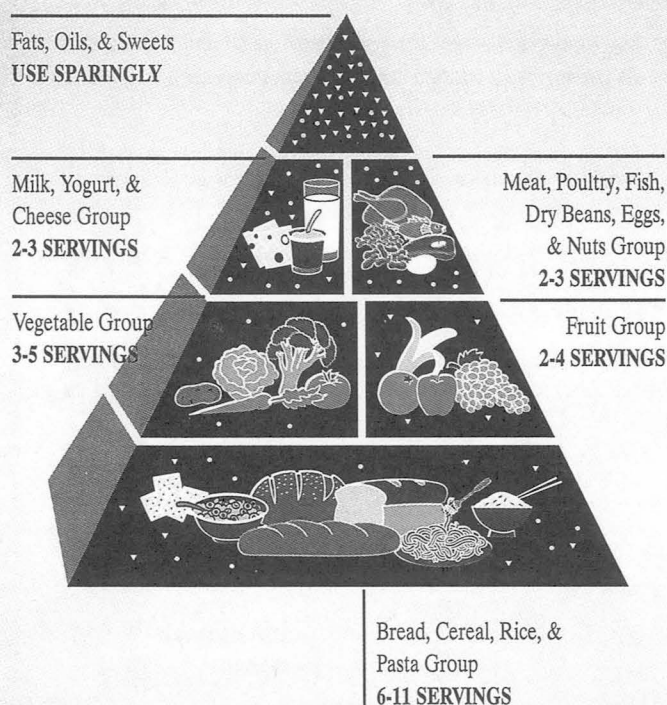 Fats, Oils, & Sweets
USE SPARINGLY
Milk, Yogurt, &
Cheese Group
2-3 SERVINGS
Meat, Poultry, Fish,
Dry Beans, Eggs,
& Nuts Group
2-3 SERVINGS
Vegetable Group
3-5 SERVINGS
Fruit Group
2-4 SERVINGS
Bread, Cereal, Rice, &
Pasta Group
6-11 SERVINGS